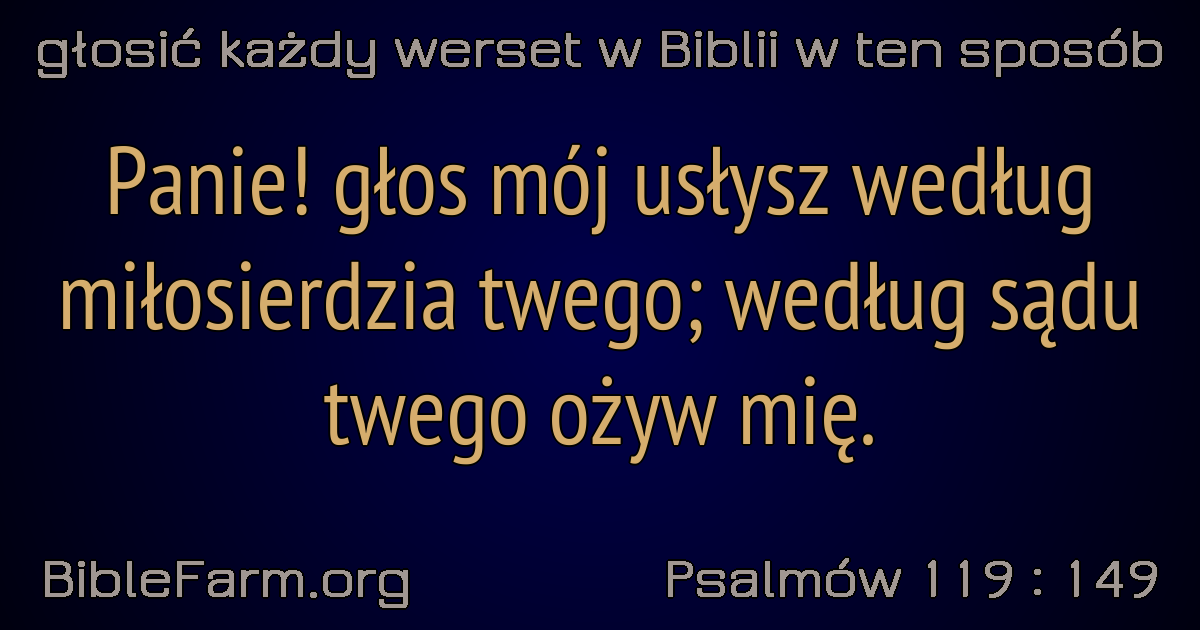 głosić każdy werset w Biblii w ten sposób
Panie! głos mój usłysz według
miłosierdzia twego; według sądu
twego ożyw mię.
BibleFarm.org
Psalmów 119 : 149